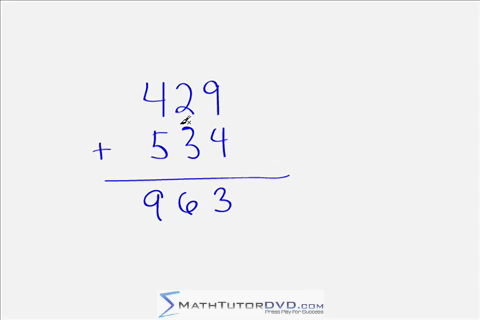 429
+ 534
963
MATHTUTORDVD.COM
Press Play For Success